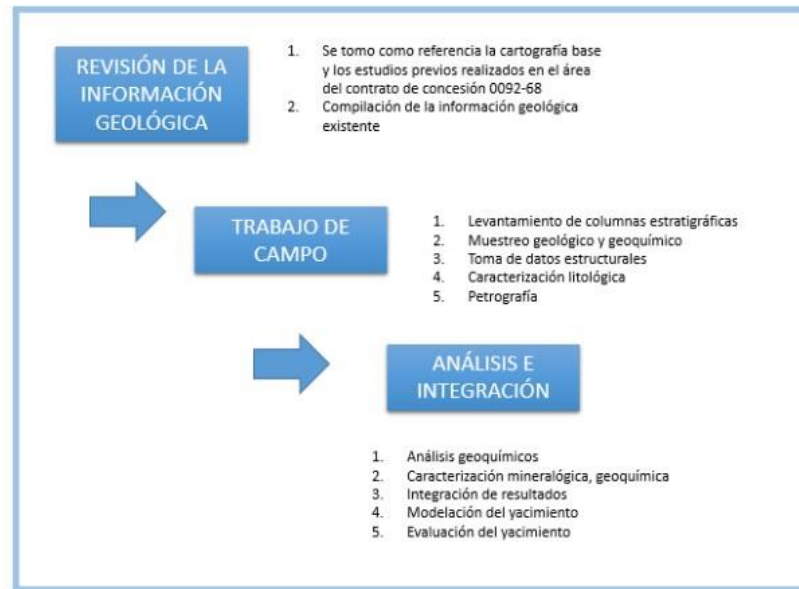 REVISIÓN DE LA
INFORMACIÓN
GEOLÓGICA
1. Se tomo como referencia la cartografía base
y los estudios previos realizados en el área
del contrato de concesión 0092-68
2. Compilación de la información geológica
existente
TRABAJO DE
CAMPO
1. Levantamiento de columnas estratigráficas
2. Muestreo geológico y geoquímico
3. Toma de datos estructurales
4. Caracterización litológica
5. Petrografía
ANÁLISIS E
INTEGRACIÓN
1. Análisis geoquímicos
2. Caracterización mineralógica, geoquímica
3. Integración de resultados
4. Modelación del yacimiento
5. Evaluación del yacimiento